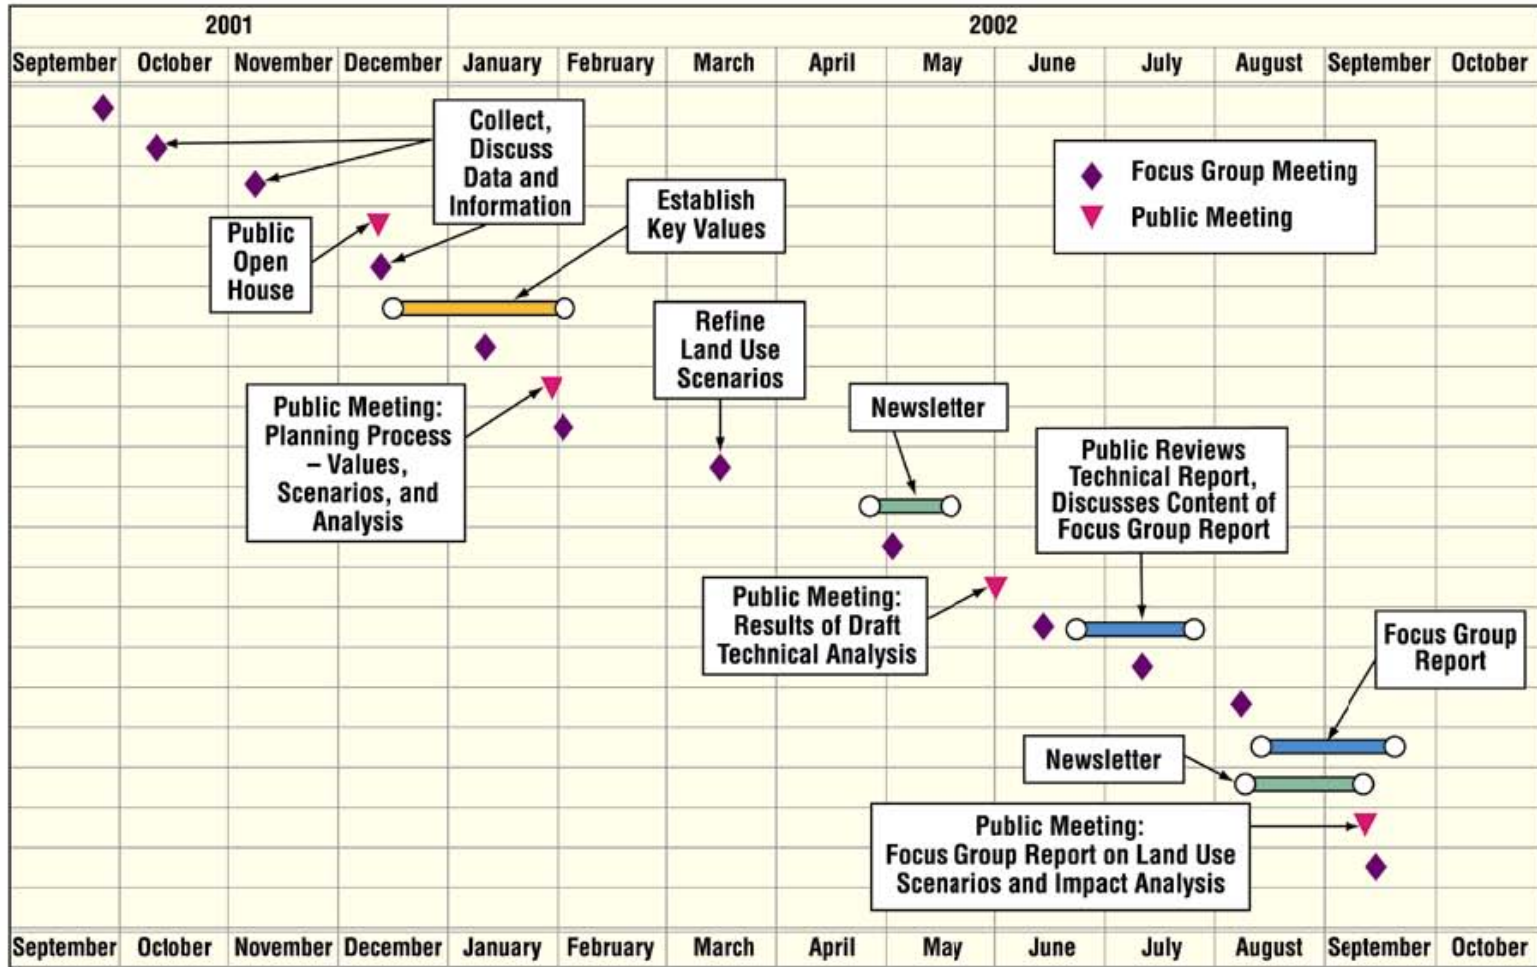 2001
2002
September October November December January February March April May June July August September October
Collect,
Discuss
Data and
Information
Establish
Key Values
Focus Group Meeting
Public Meeting
Public
Open
House
Refine
Land Use
Scenarios
Public Meeting:
Planning Process
– Values,
Scenarios, and
Analysis
Newsletter
Public Reviews
Technical Report,
Discusses Content of
Focus Group Report
Public Meeting:
Results of Draft
Technical Analysis
Focus Group
Report
Newsletter
Public Meeting:
Focus Group Report on Land Use
Scenarios and Impact Analysis
September October November December January February March April May June July August September October